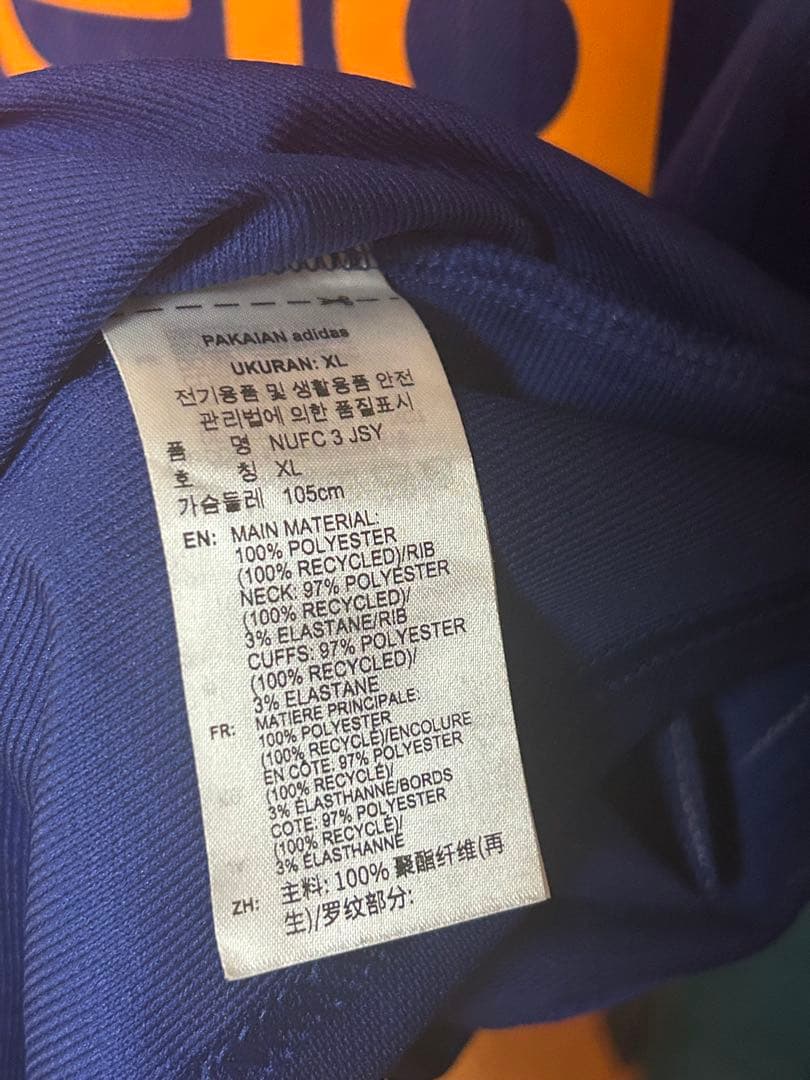 PAKAIAN adidas
UKURAN: XL
전기용품 및 생활용품 안전
관리법에 의한 품질표시
품 명 NUFC 3 JSY
호 칭 XL
가슴둘레 105cm
EN: MAIN MATERIAL:
100% POLYESTER
(100% RECYCLED)/RIB
NECK: 97% POLYESTER
(100% RECYCLED)/
3% ELASTANE/RIB
CUFFS: 97% POLYESTER
(100% RECYCLED)/
3% ELASTANE
FR: MATIÈRE PRINCIPALE:
100% POLYESTER
(100% RECYCLÉ)/ENCOLURE
EN CÔTE: 97% POLYESTER
(100% RECYCLÉ)/
3% ÉLASTHANNE/BORDS
CÔTE: 97% POLYESTER
(100% RECYCLÉ)/
3% ÉLASTHANNE
ZH: 主料: 100% 聚酯纤维(再
生)/罗纹部分: